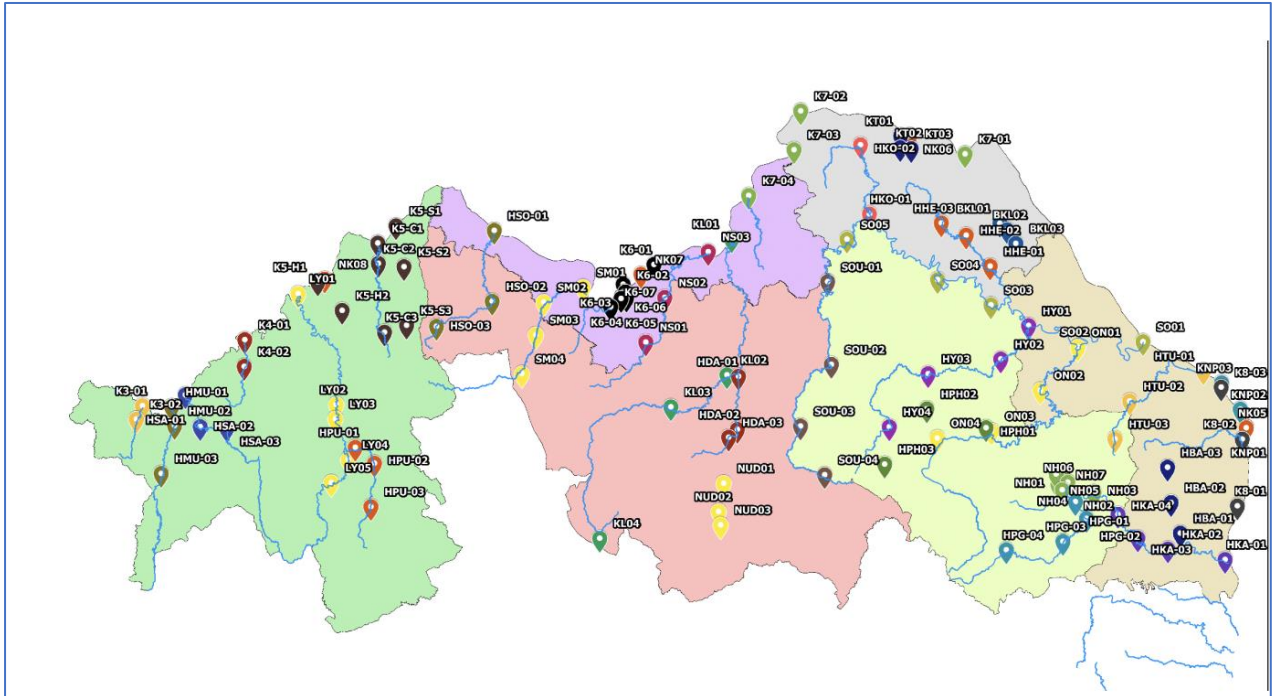 K7-02
KT01
KT02
KT03
K7-03
HKO-02
NK06
K7-01
K7-04
K5-S1
K5-C1
HSO-01
HKO-01
HHE-03
BKL01
BKL02
SO05
HHE-02
BKL03
KL01
NS03
K5-C2
K5-S2
K6-01
HHE-01
NK08
NK07
SOU-01
SO04
K5-H1
SM01
K6-02
LY01
NS02
SM02
K6-07
SO03
K5-H2
HSO-02
K6-03
K6-06
K5-S3
HY01
K5-C3
SM03
K6-04
K6-05
K4-01
HSO-03
NS01
SO02
ON01
SO01
HY02
K4-02
SM04
SOU-02
HY03
HTU-01
HDA-01
KL02
KNP03
K8-03
K3-01
HMU-01
LY02
ON02
HTU-02
KNP02
K3-02
HMU-02
LY03
KL03
HPH02
NK05
HSA-01
HSA-02
HDA-02
SOU-03
HY04
ON03
HPU-01
HDA-03
ON04
HPH01
HTU-03
K8-02
HSA-03
LY04
HPH03
KNP01
HMU-03
HPU-02
SOU-04
HBA-03
LY05
NUD01
NH06
NH07
NH01
NH05
NH03
HBA-02
HPU-03
NUD02
NH04
NH02
HKA-04
K8-01
NUD03
HPG-01
HBA-01
KL04
HPG-04
HPG-03
HPG-02
HKA-02
HKA-03
HKA-01